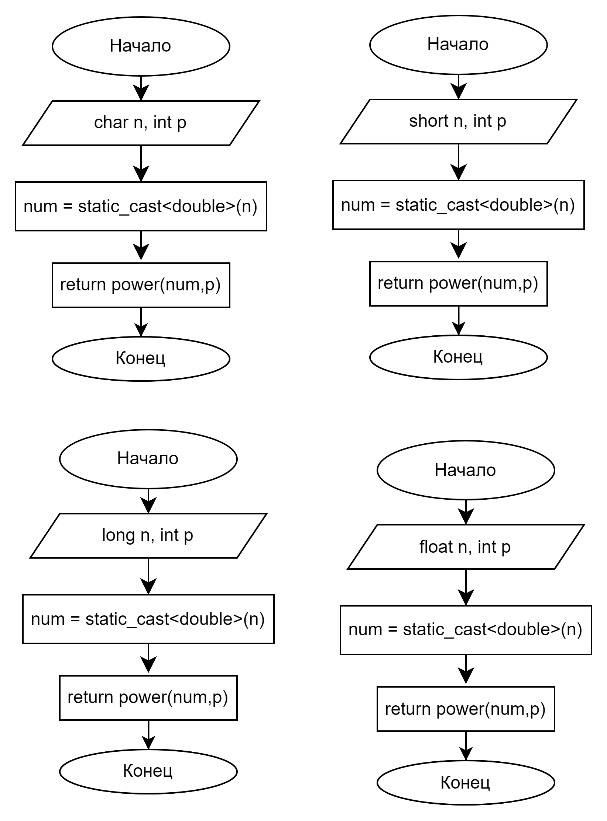 Начало
char n, int p
num = static_cast<double>(n)
return power(num,p)
Конец
Начало
short n, int p
num = static_cast<double>(n)
return power(num,p)
Конец
Начало
long n, int p
num = static_cast<double>(n)
return power(num,p)
Конец
Начало
float n, int p
num = static_cast<double>(n)
return power(num,p)
Конец